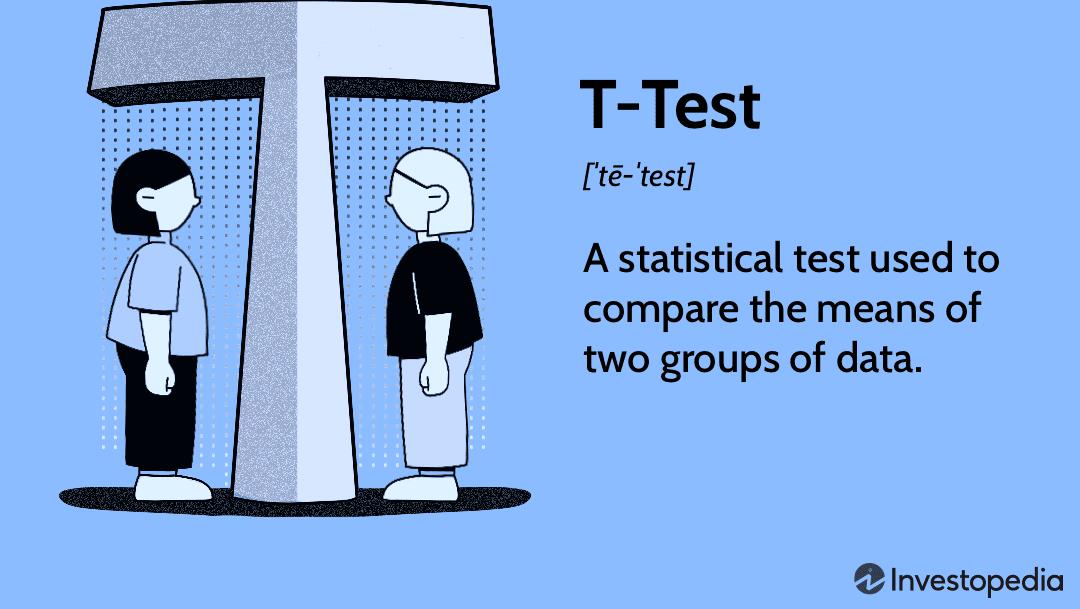 T-Test
[ˈtē-ˈtest]
A statistical test used to
compare the means of
two groups of data.
Investopedia